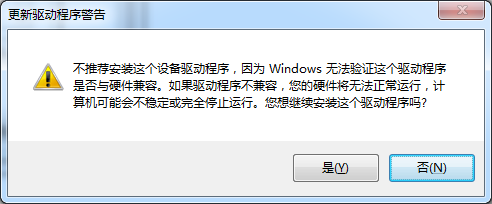 更新驱动程序警告
不推荐安装这个设备驱动程序，因为 Windows 无法验证这个驱动程序
是否与硬件兼容。如果驱动程序不兼容，您的硬件将无法正常运行，计
算机可能会不稳定或完全停止运行。您想继续安装这个驱动程序吗?
是(Y)
否(N)